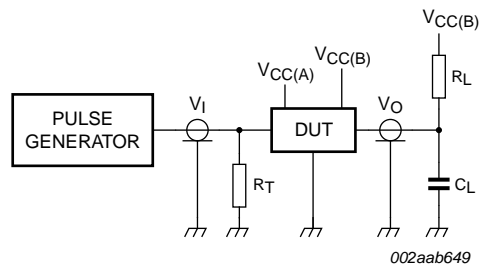 VCC(B)
VCC(A)
VCC(B)
RL
VI
VO
PULSE
GENERATOR
DUT
RT
CL
002aab649